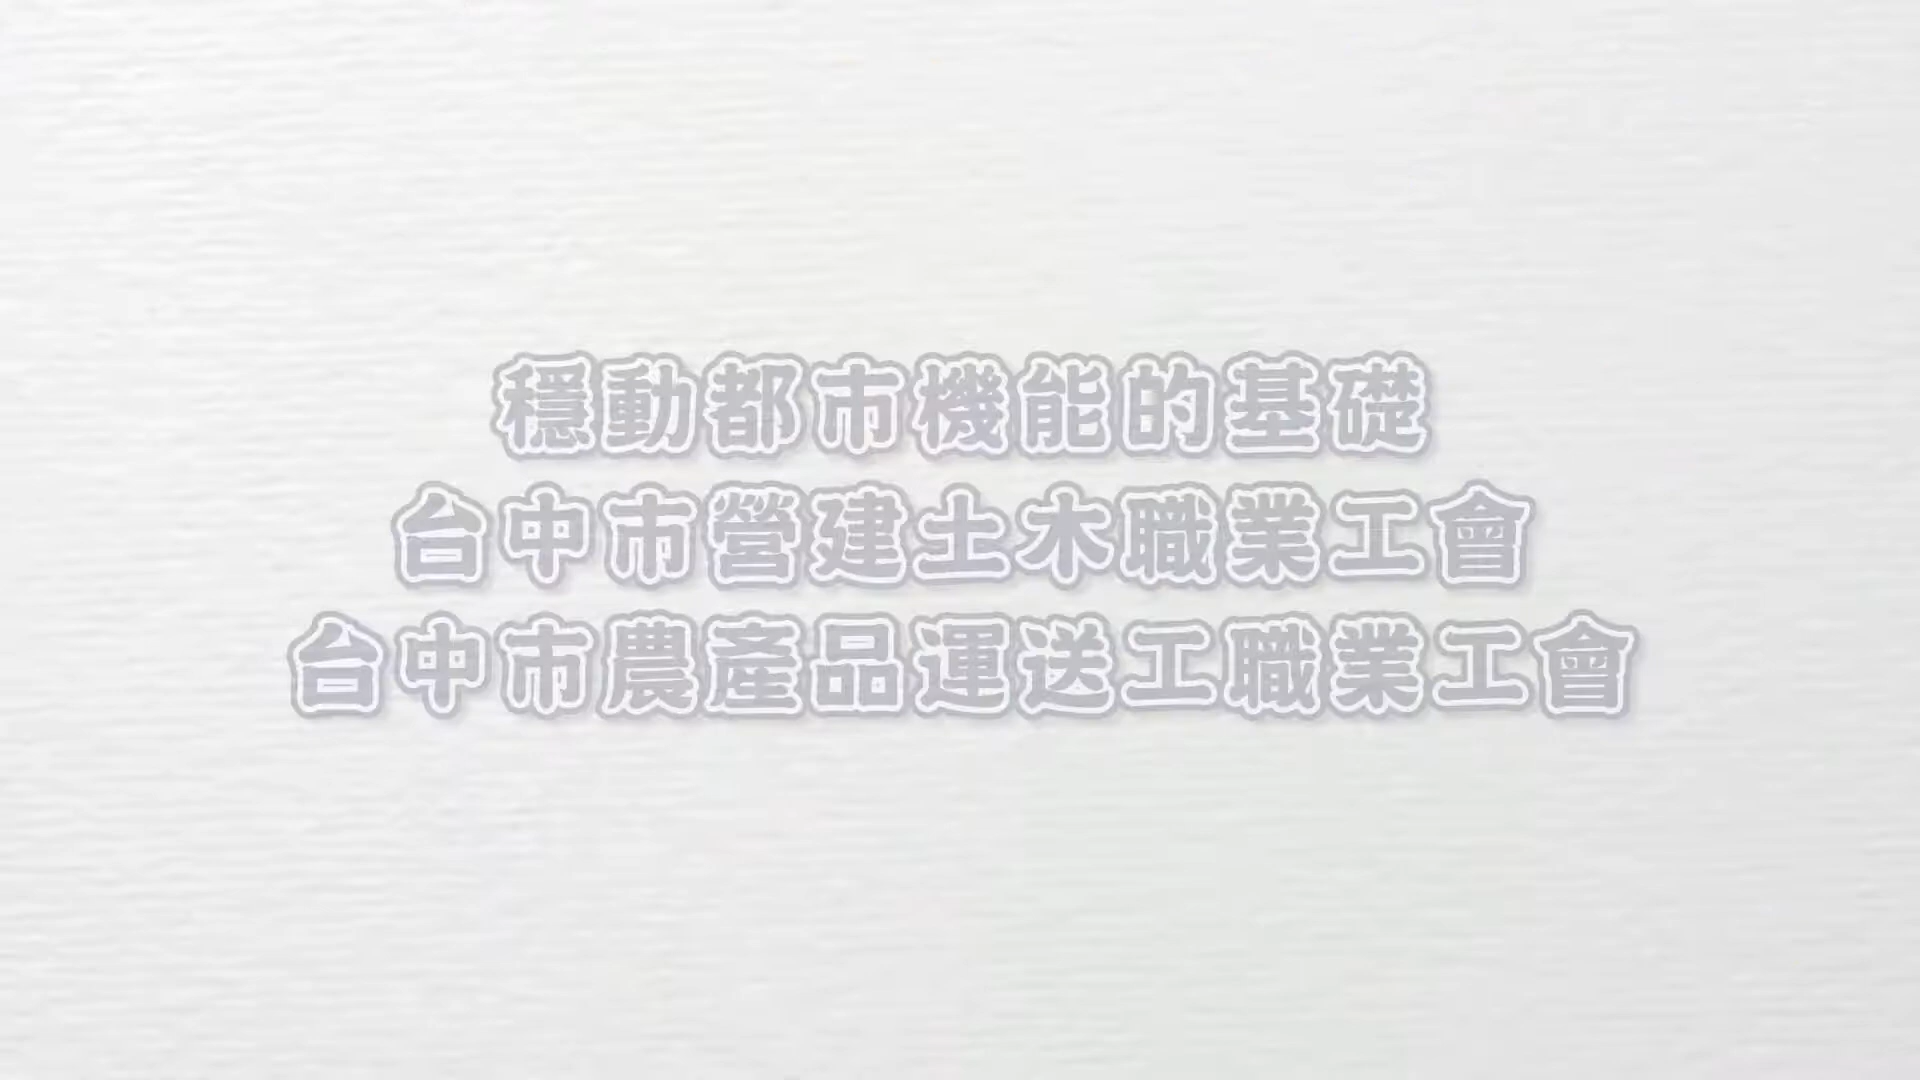 穩動都市機能的基礎
台中市營建土木職業工會
台中市農產品運送工職業工會